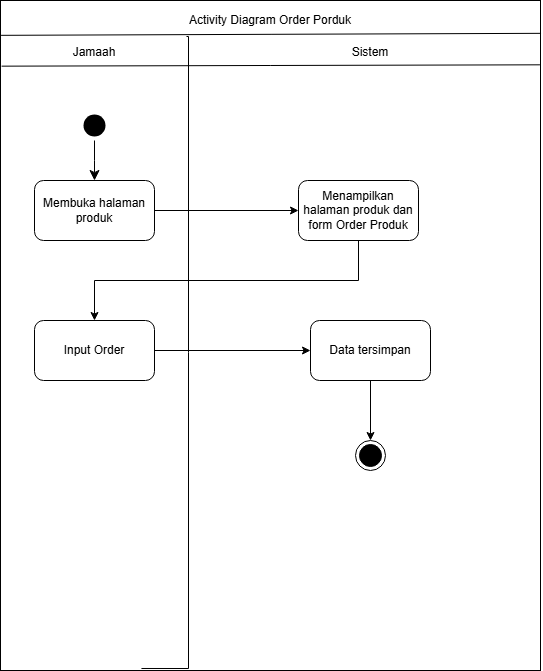 Activity Diagram Order Porduk
Jamaah
Sistem
Membuka halaman
produk
Menampilkan
halaman produk dan
form Order Produk
Input Order
Data tersimpan